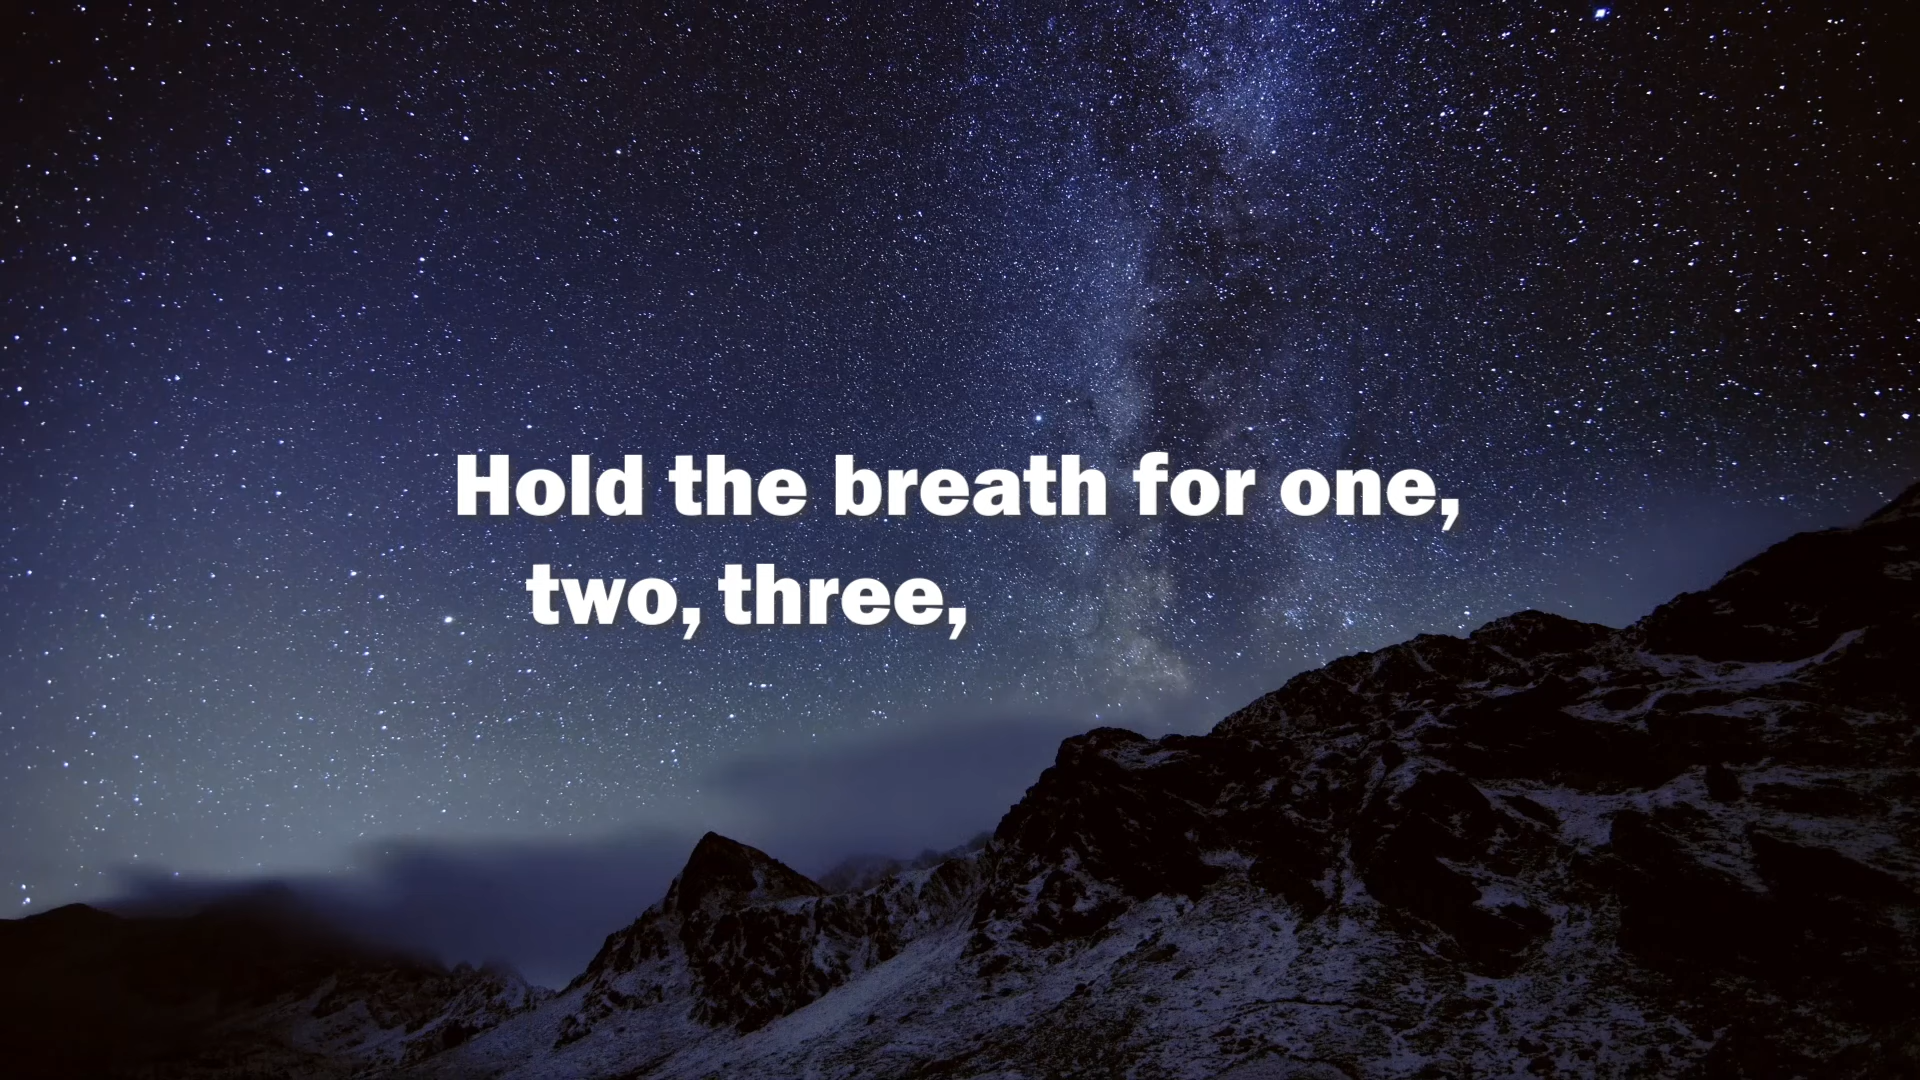 Hold the breath for one,
two, three,